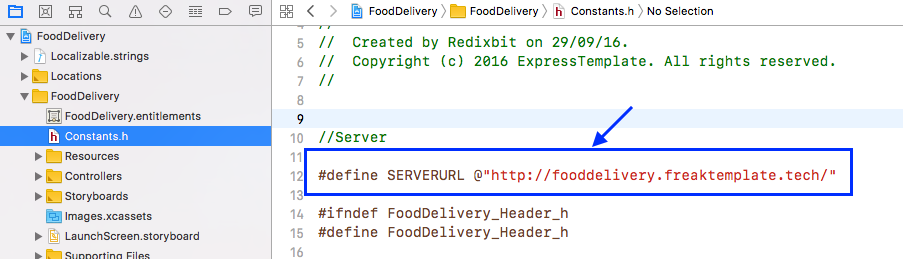 FoodDelivery
Localizable.strings
Locations
FoodDelivery
FoodDelivery.entitlements
h Constants.h
Resources
Controllers
Storyboards
Images.xcassets
LaunchScreen.storyboard
Supporting Files
FoodDelivery FoodDelivery h Constants.h No Selection
5 // Created by Redixbit on 29/09/16.
6 // Copyright (c) 2016 ExpressTemplate. All rights reserved.
7 //
8
9
10 //Server
11
12 #define SERVERURL @"http://fooddelivery.freaktemplate.tech/"
13
14 #ifndef FoodDelivery_Header_h
15 #define FoodDelivery_Header_h
16